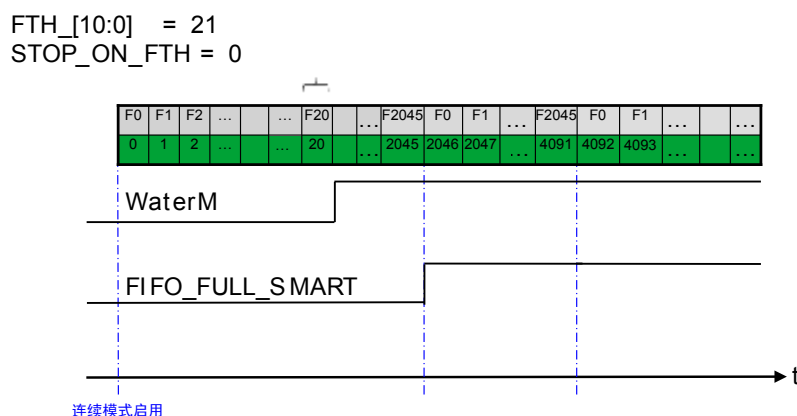 FTH_[10:0] = 21
STOP_ON_FTH = 0
F0 F1 F2 ... ... F20 ... F2045 F0 F1 ... F2045 F0 F1 ... ...
0 1 2 ... ... 20 ... 2045 2046 2047 ... 4091 4092 4093 ... ...
WaterM
FIFO_FULL_SMART
t
连续模式启用